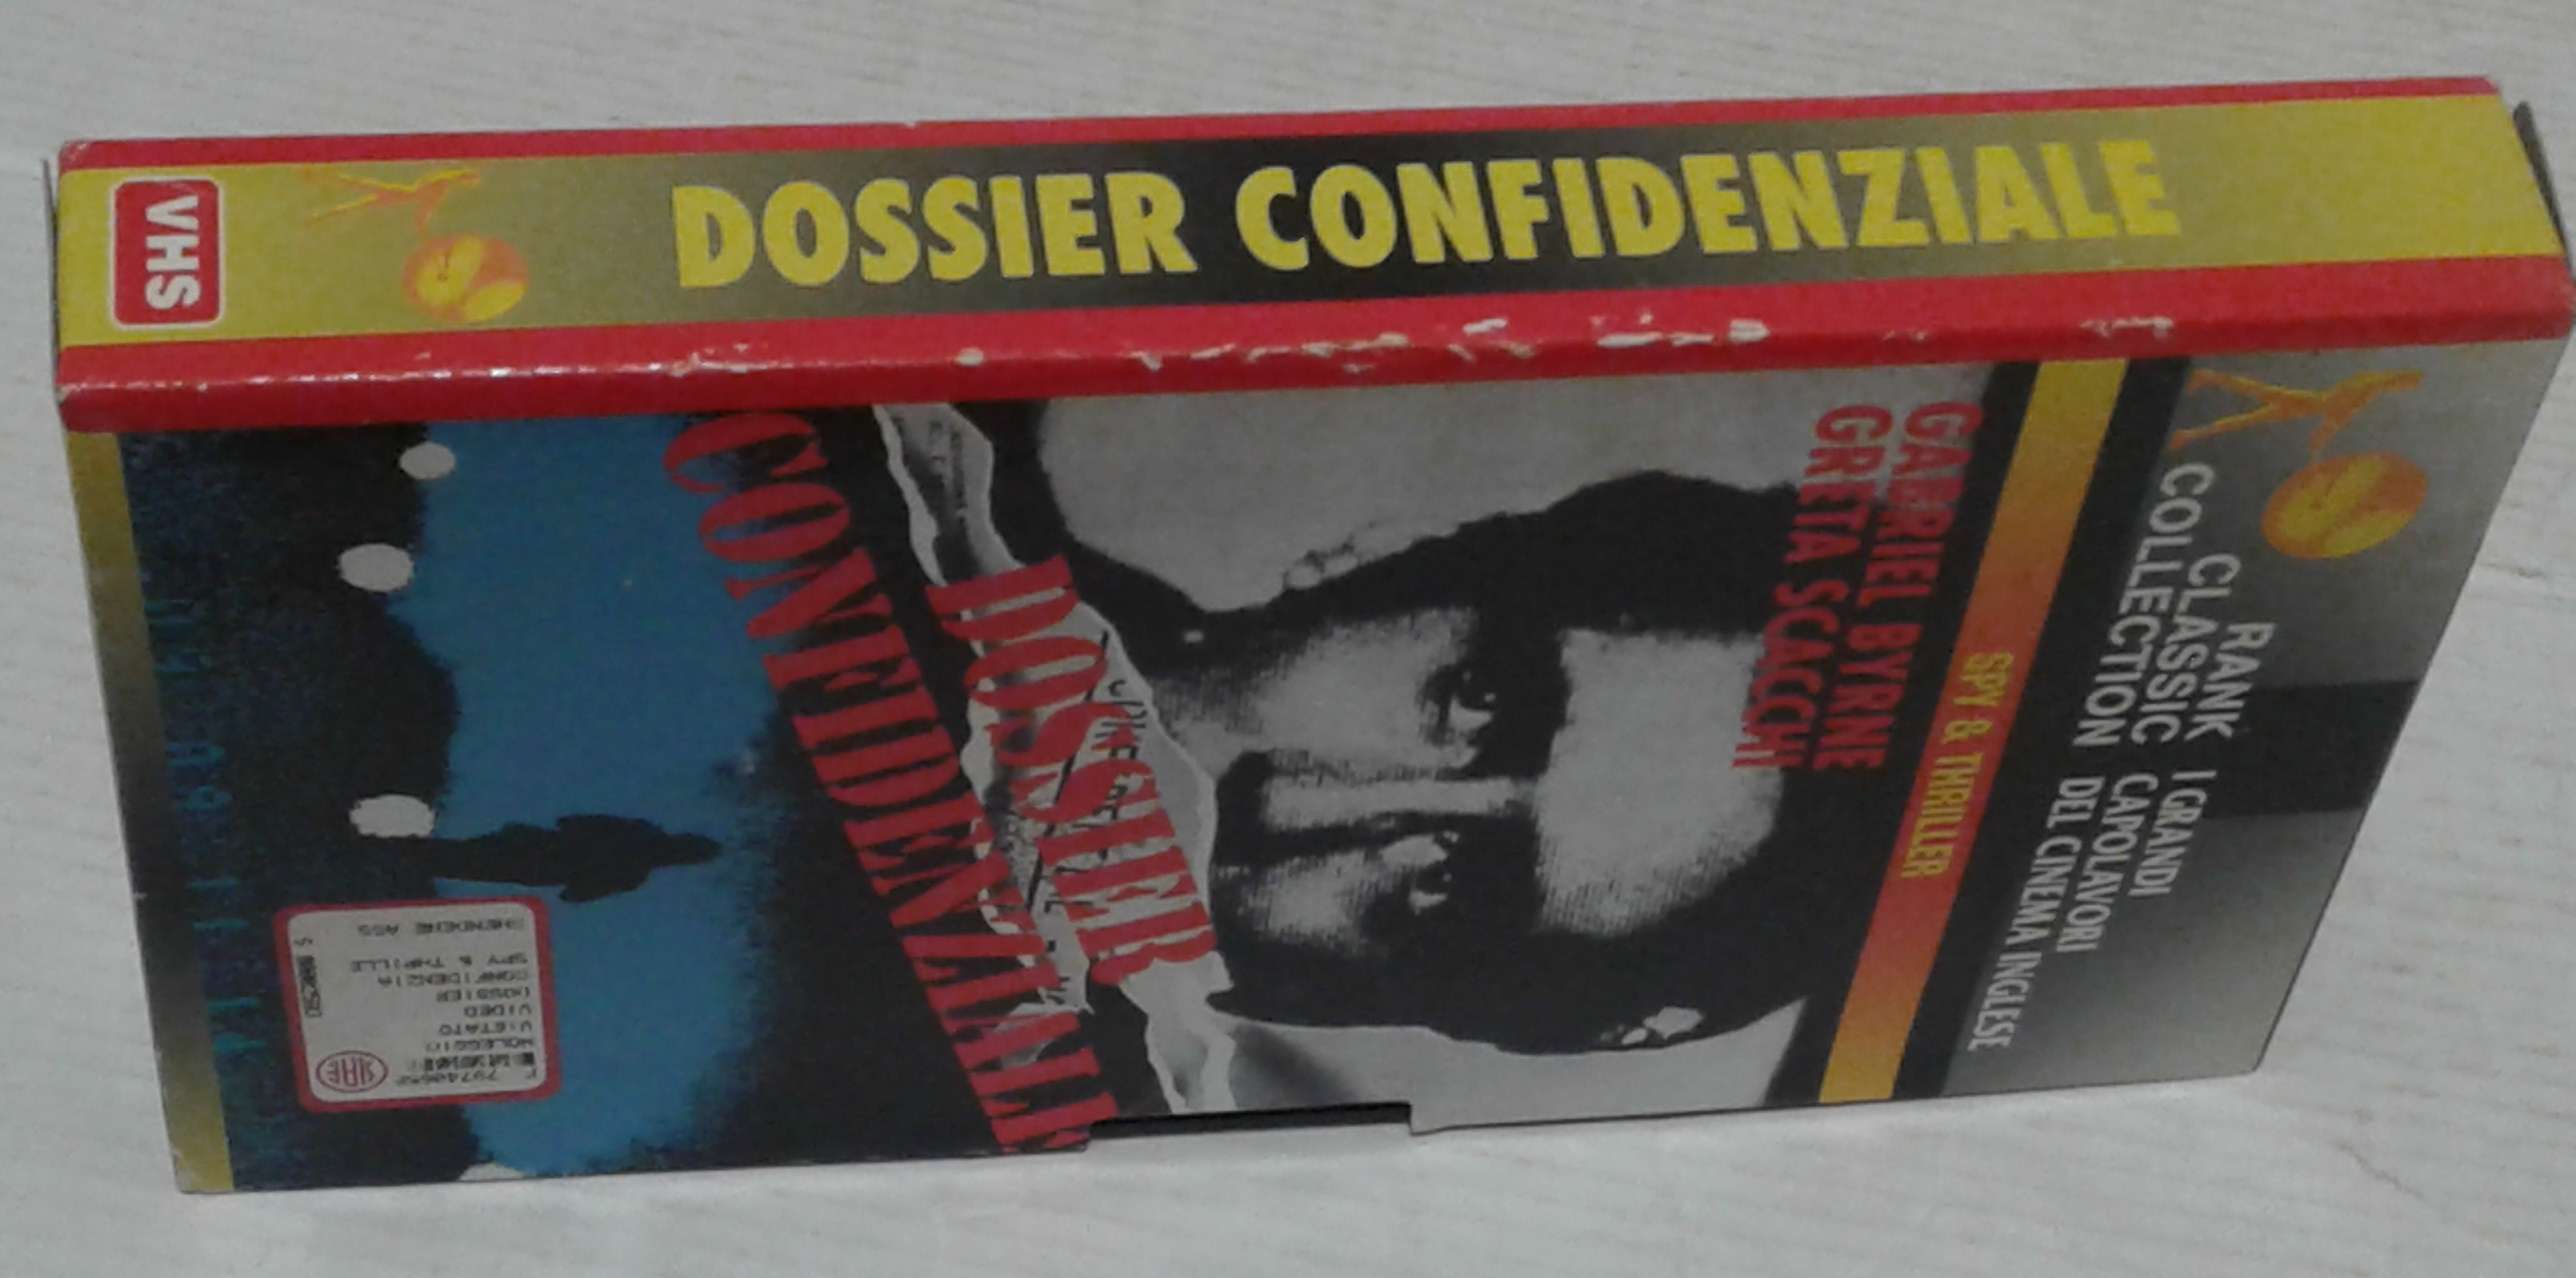 VHS
DOSSIER CONFIDENZIALE
RANK
CLASSIC
COLLECTION
I GRANDI
CAPOLAVORI
DEL CINEMA INGLESE
SPY & THRILLER
GABRIEL BYRNE
GRETA SCACCHI
DOSSIER
CONFIDENZIALE
NOLEGGIO
VIETATO
VIDEO
DOSSIER
CONFIDENZIA
SPY & THRILLE